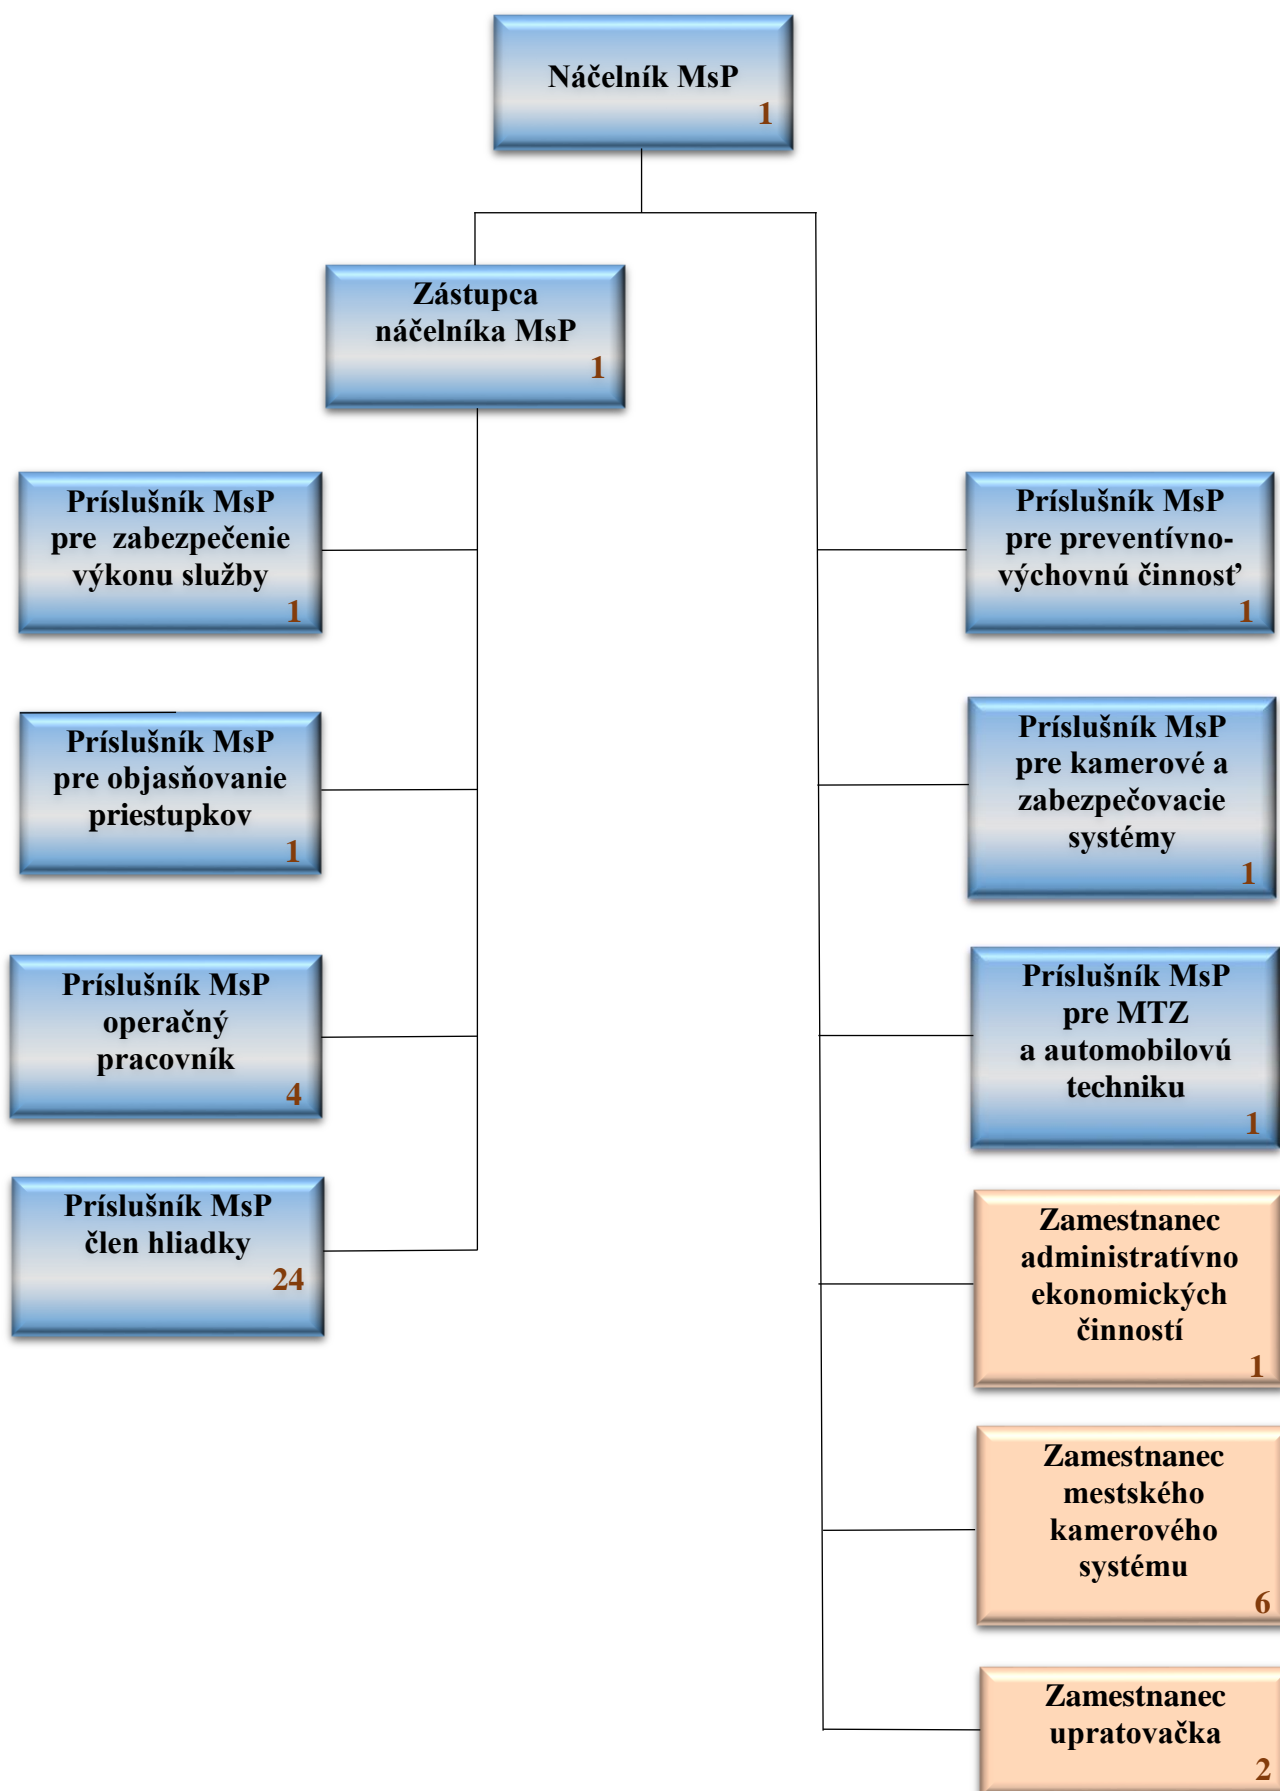 Náčelník MsP
1
Zástupca
náčelníka MsP
1
Príslušník MsP
pre zabezpečenie
výkonu služby
1
Príslušník MsP
pre objasňovanie
priestupkov
1
Príslušník MsP
operačný
pracovník
4
Príslušník MsP
člen hliadky
24
Príslušník MsP
pre preventívno-
výchovnú činnosť
1
Príslušník MsP
pre kamerové a
zabezpečovacie
systémy
1
Príslušník MsP
pre MTZ
a automobilovú
techniku
1
Zamestnanec
administratívno
ekonomických
činností
1
Zamestnanec
mestského
kamerového
systému
6
Zamestnanec
upratovačka
2